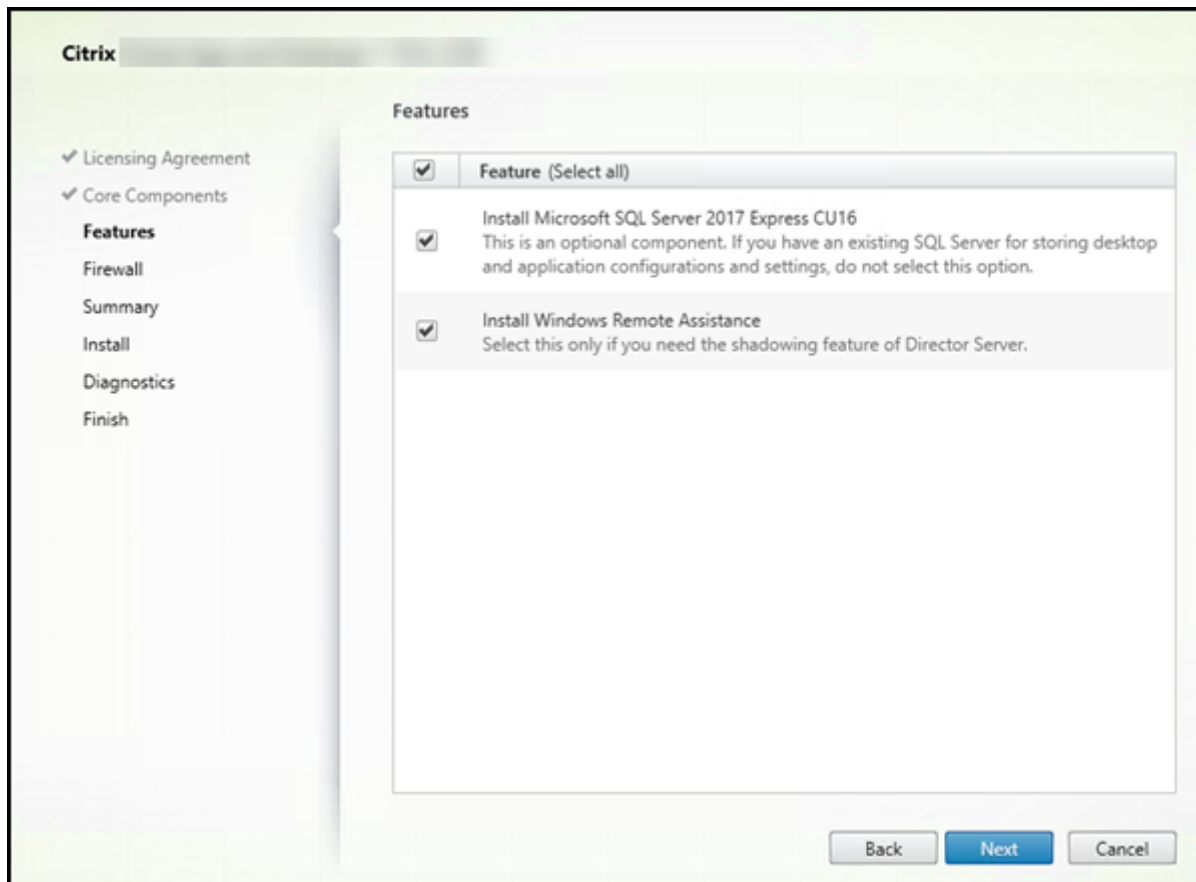 Citrix
Features
Licensing Agreement
Core Components
Features
Firewall
Summary
Install
Diagnostics
Finish
Feature (Select all)
Install Microsoft SQL Server 2017 Express CU16
This is an optional component. If you have an existing SQL Server for storing desktop
and application configurations and settings, do not select this option.
Install Windows Remote Assistance
Select this only if you need the shadowing feature of Director Server.
Back
Next
Cancel